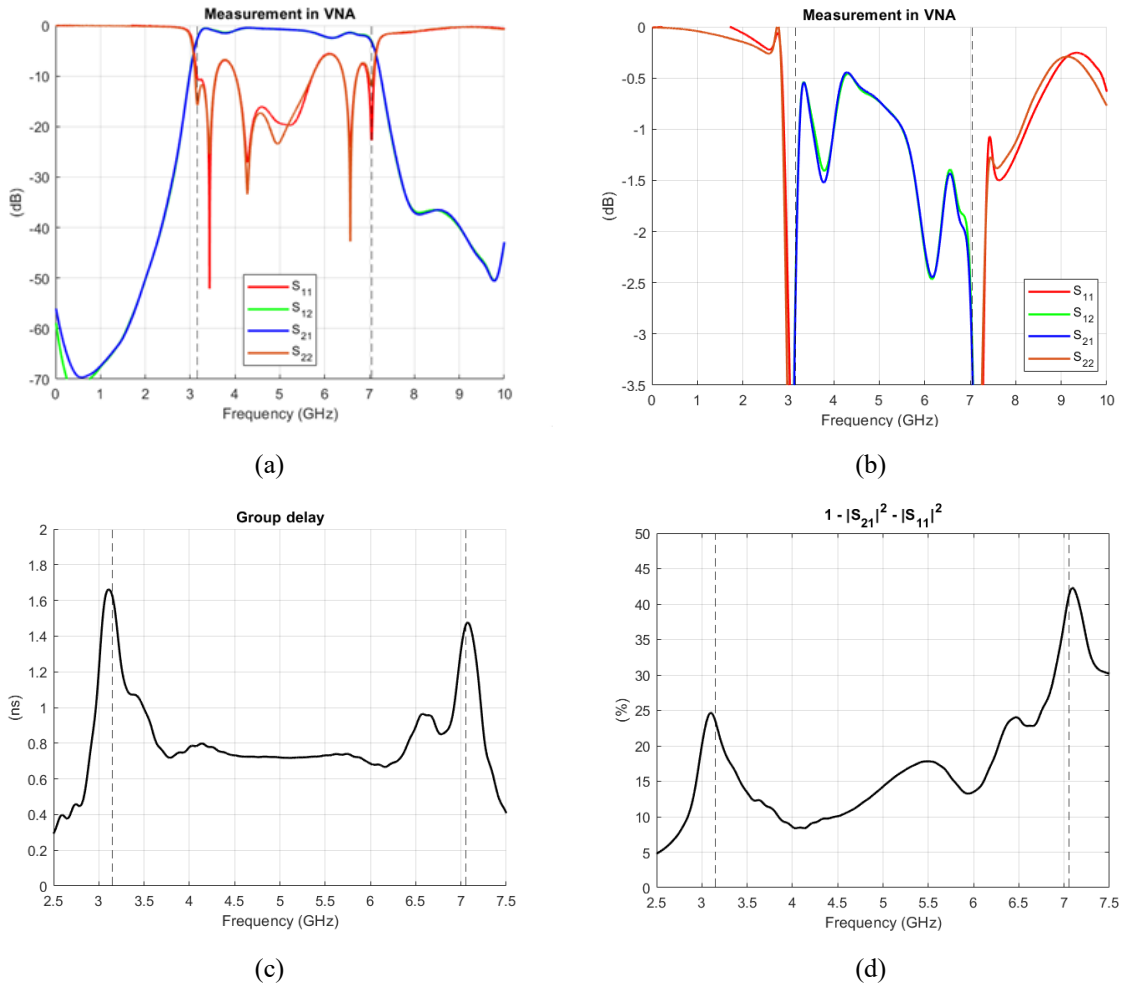 Measurement in VNA
0
-10
-20
-30
-40
-50
-60
-70
(dB)
S11
S12
S21
S22
0 1 2 3 4 5 6 7 8 9 10
Frequency (GHz)
(a)
Measurement in VNA
0
-0.5
-1
-1.5
-2
-2.5
-3
-3.5
(dB)
S11
S12
S21
S22
0 1 2 3 4 5 6 7 8 9 10
Frequency (GHz)
(b)
Group delay
2
1.8
1.6
1.4
1.2
1
0.8
0.6
0.4
0.2
0
(ns)
2.5 3 3.5 4 4.5 5 5.5 6 6.5 7 7.5
Frequency (GHz)
(c)
1 - |S21|² - |S11|²
50
45
40
35
30
25
20
15
10
5
0
(%)
2.5 3 3.5 4 4.5 5 5.5 6 6.5 7 7.5
Frequency (GHz)
(d)